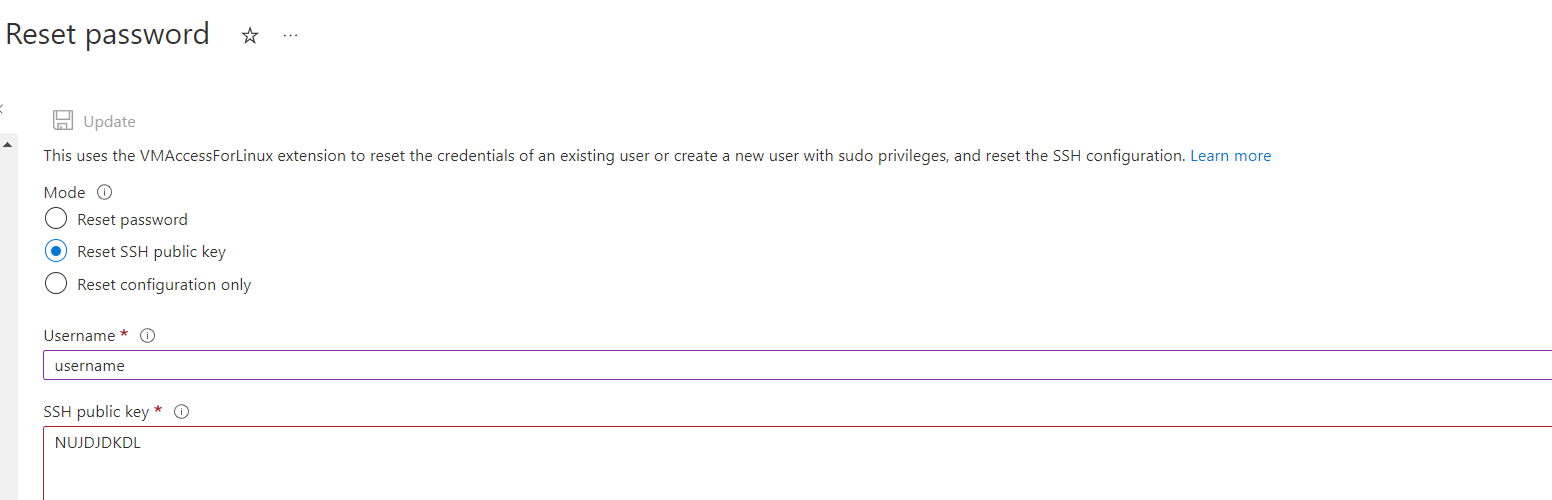 Reset password
Update
This uses the VMAccessForLinux extension to reset the credentials of an existing user or create a new user with sudo privileges, and reset the SSH configuration. Learn more
Mode
Reset password
Reset SSH public key
Reset configuration only
Username *
username
SSH public key *
NUJDJDKDL